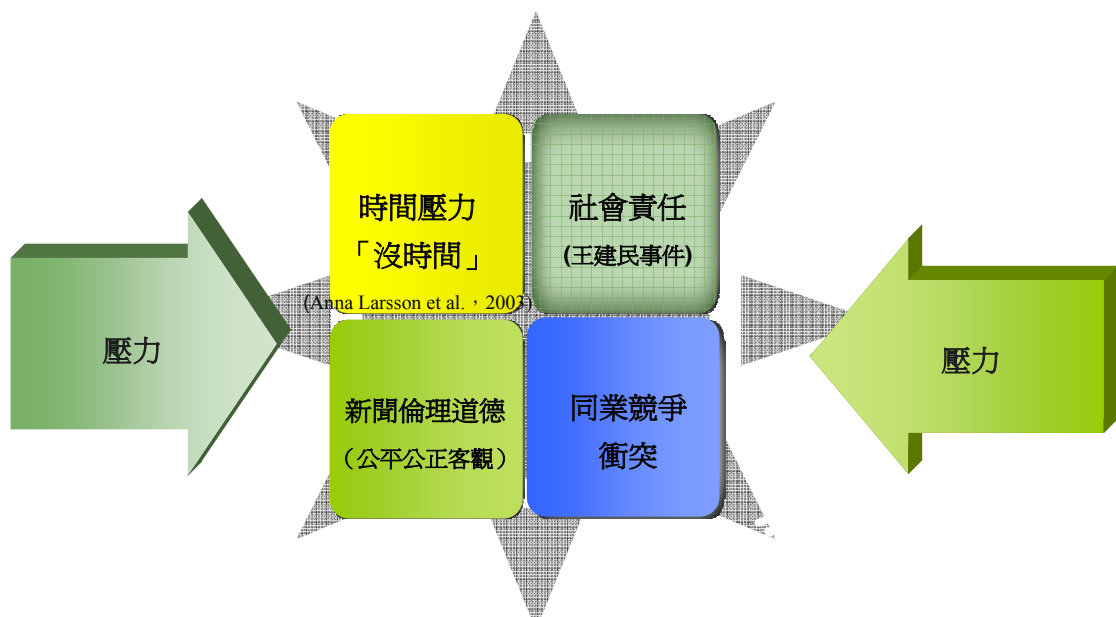 時間壓力
「沒時間」
(Anna Larsson et al.，2003)
社會責任
(王建民事件)
壓力
新聞倫理道德
（公平公正客觀）
同業競爭
衝突
壓力